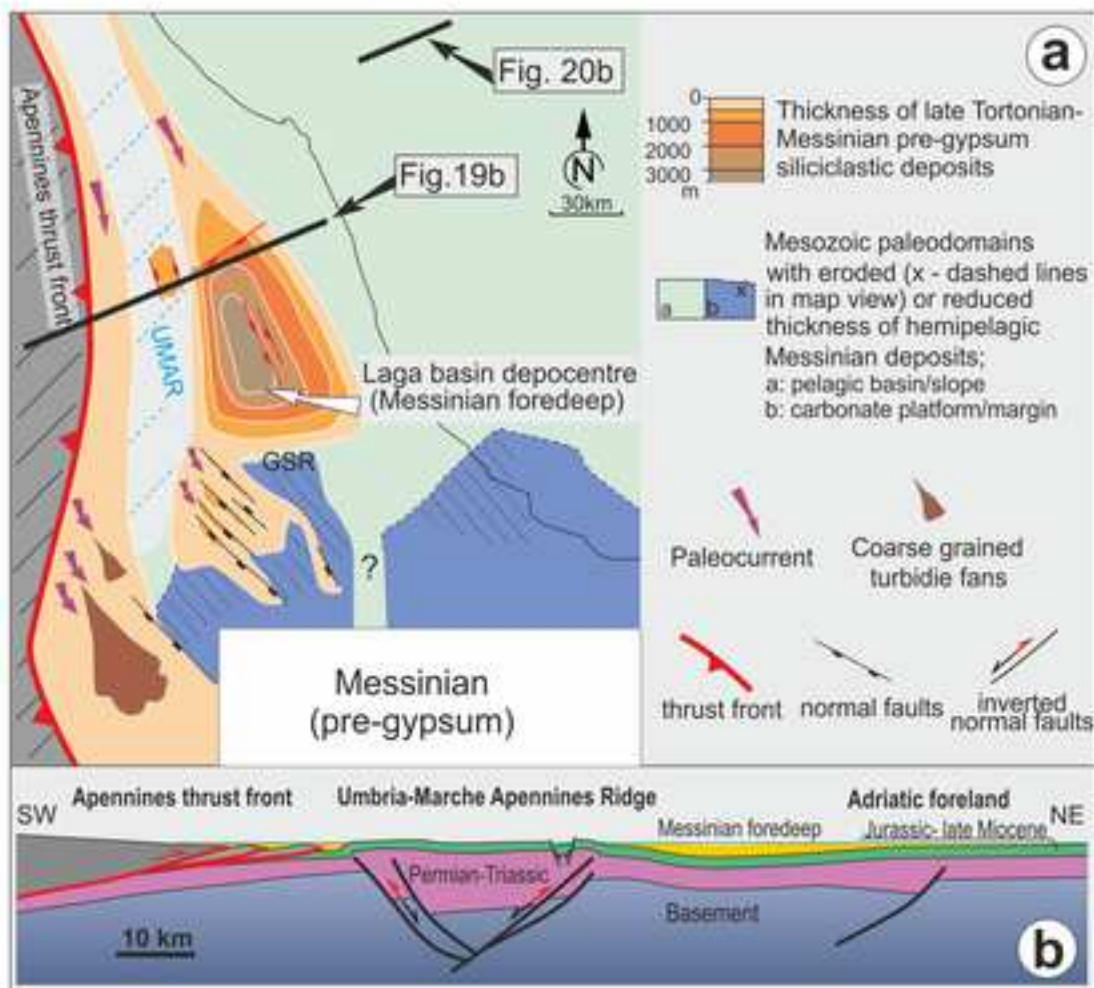 a
Fig. 20b
N
30km
Fig.19b
Apennines thrust front
UMAR
Laga basin depocentre
(Messinian foredeep)
GSR
?
Messinian
(pre-gypsum)
0
1000
2000
3000
m
Thickness of late Tortonian-
Messinian pre-gypsum
siliciclastic deposits
a
b
x
Mesozoic paleodomains
with eroded (x - dashed lines
in map view) or reduced
thickness of hemipelagic
Messinian deposits;
a: pelagic basin/slope
b: carbonate platform/margin
Paleocurrent
Coarse grained
turbidie fans
thrust front
normal faults
inverted
normal faults
SW
Apennines thrust front
Umbria-Marche Apennines Ridge
Adriatic foreland
NE
Messinian foredeep
Jurassic- late Miocene
Permian-Triassic
Basement
10 km
b